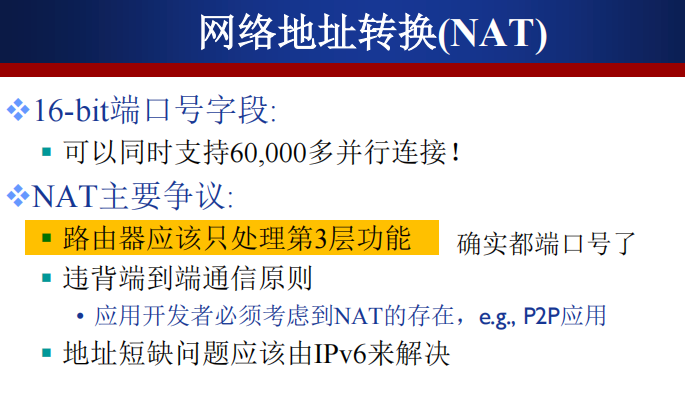 网络地址转换(NAT)
16-bit端口号字段:
可以同时支持60,000多并行连接！
NAT主要争议:
路由器应该只处理第3层功能
确实都端口号了
违背端到端通信原则
• 应用开发者必须考虑到NAT的存在，e.g., P2P应用
地址短缺问题应该由IPv6来解决